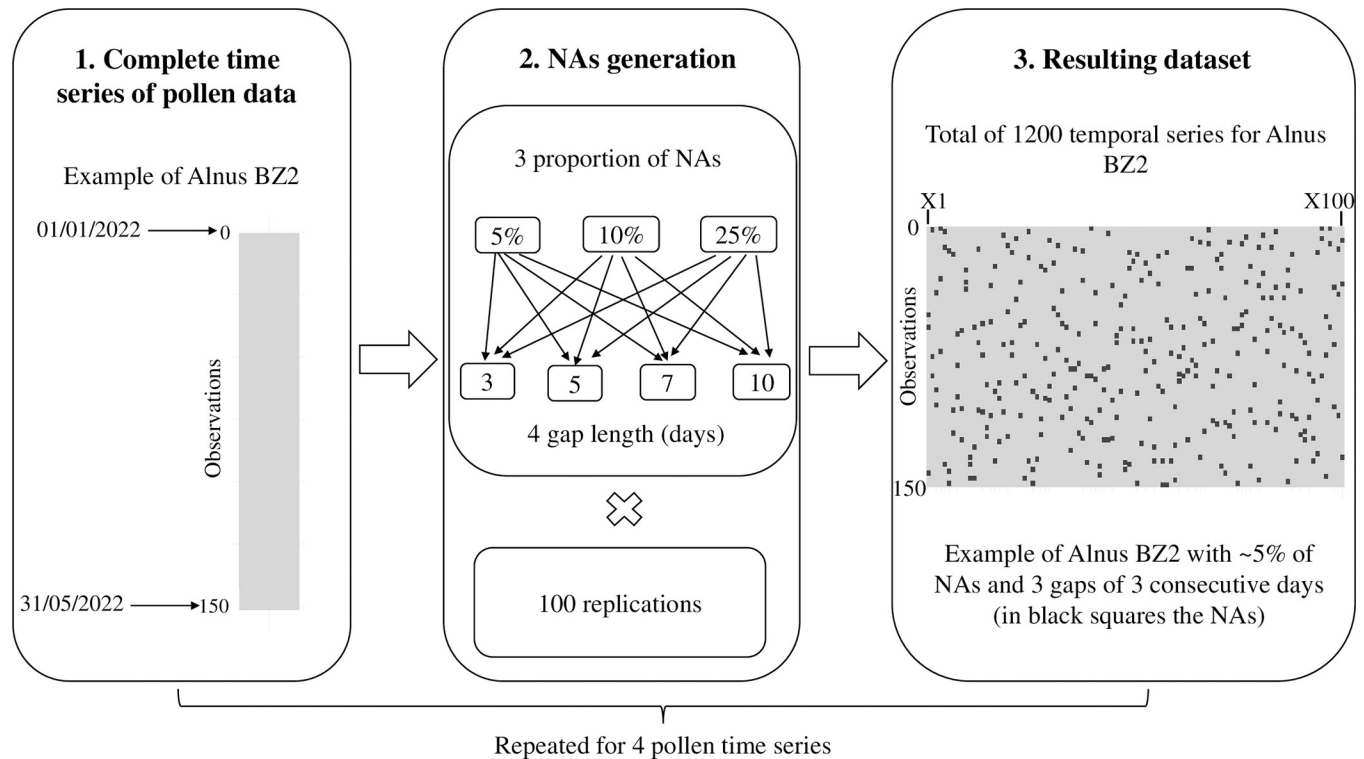 1. Complete time
series of pollen data
Example of Alnus BZ2
01/01/2022
0
Observations
31/05/2022
150
2. NAs generation
3 proportion of NAs
5%
10%
25%
3
5
7
10
4 gap length (days)
100 replications
3. Resulting dataset
Total of 1200 temporal series for Alnus
BZ2
X1
X100
0
Observations
150
Example of Alnus BZ2 with ~5% of
NAs and 3 gaps of 3 consecutive days
(in black squares the NAs)
Repeated for 4 pollen time series